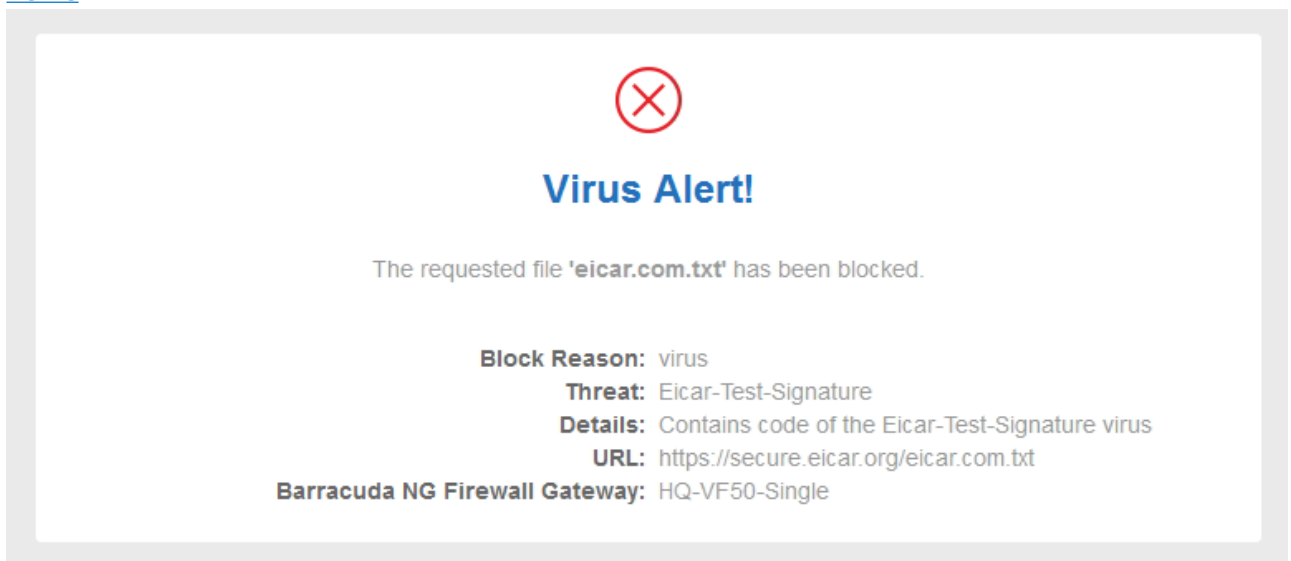 Virus Alert!
The requested file 'eicar.com.txt' has been blocked.
Block Reason: virus
Threat: Eicar-Test-Signature
Details: Contains code of the Eicar-Test-Signature virus
URL: https://secure.eicar.org/eicar.com.txt
Barracuda NG Firewall Gateway: HQ-VF50-Single